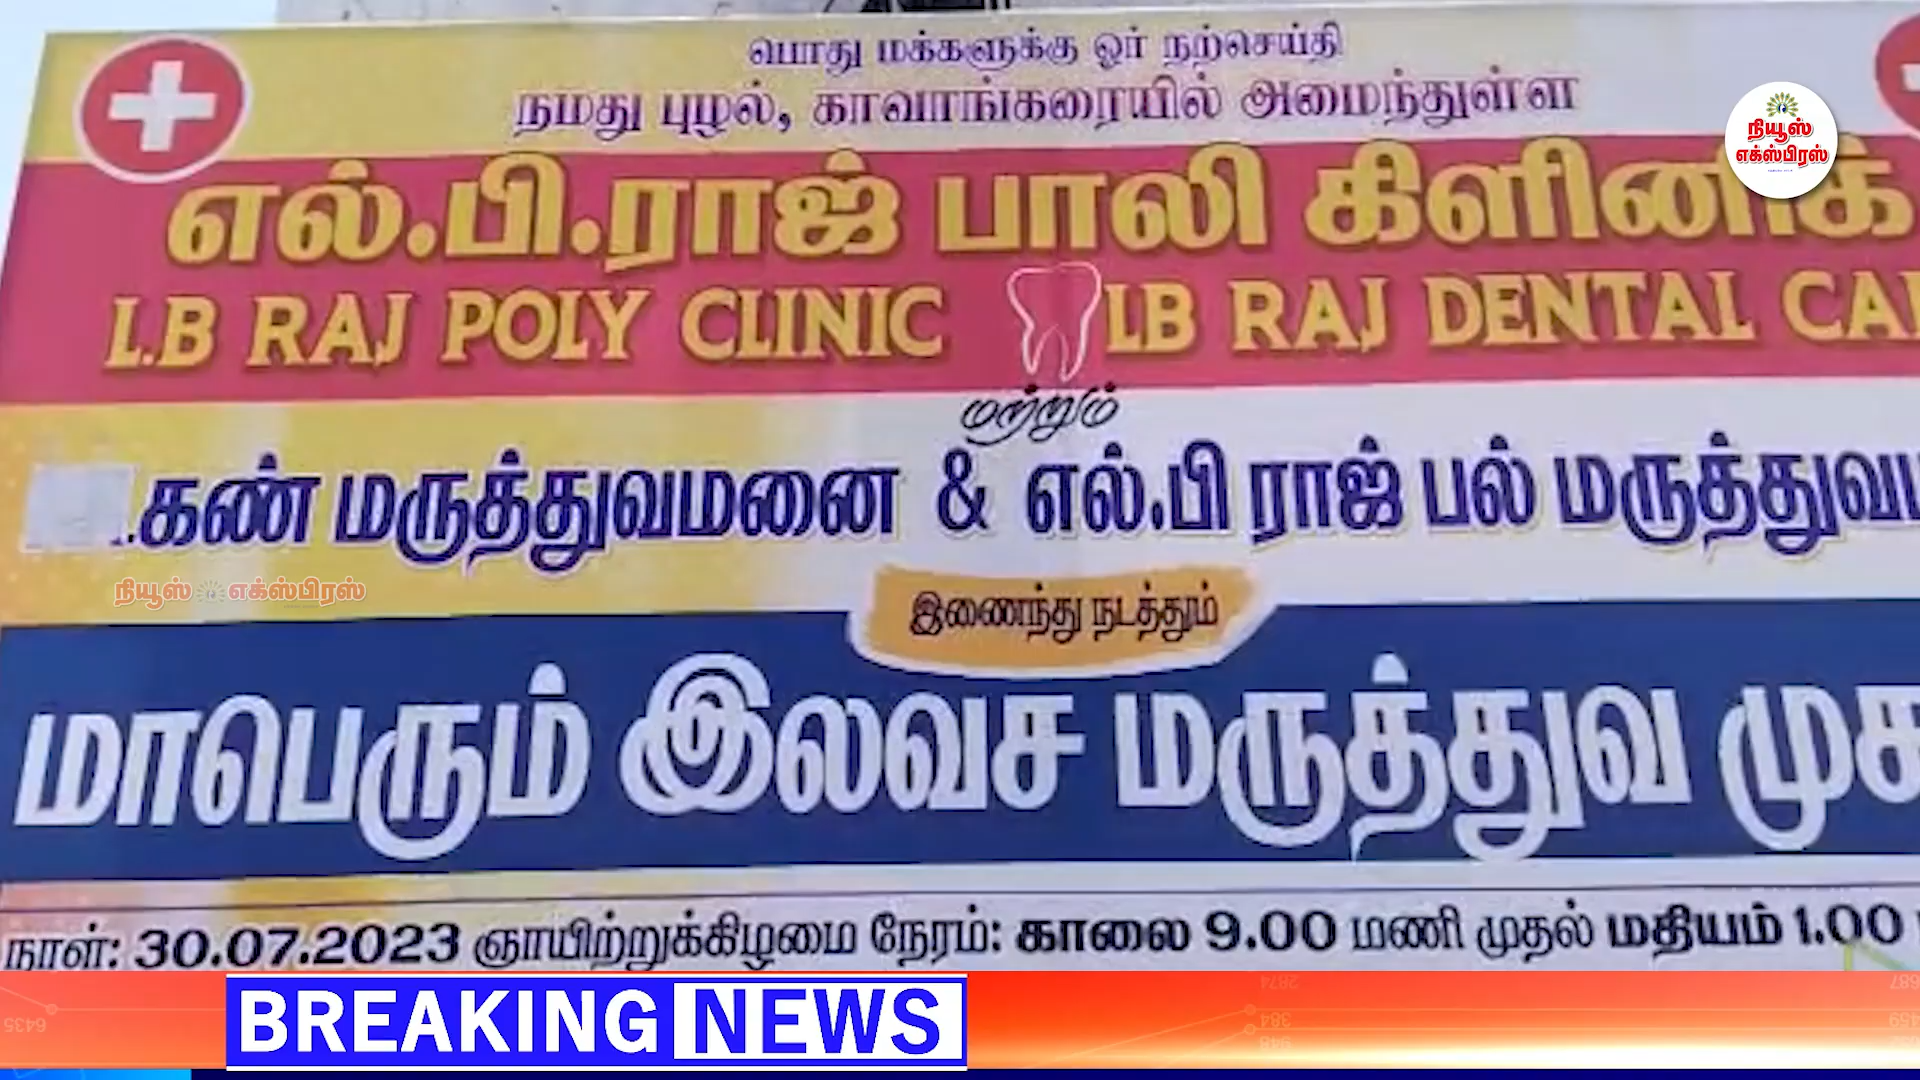 பொது மக்களுக்கு ஓர் நற்செய்தி
நமது புழல், காவாங்கரையில் அமைந்துள்ள
நியூஸ்
எக்ஸ்பிரஸ்
எல்.பி.ராஜ் பாலி கிளினிக்
L.B RAJ POLY CLINIC LB RAJ DENTAL
மற்றும்
கண் மருத்துவமனை & எல்.பி ராஜ் பல்
நியூஸ் எக்ஸ்பிரஸ்
இணைந்து நடத்தும்
மாபெரும் இலவச மருத்துவ
நாள்: 30.07.2023 ஞாயிற்றுக்கிழமை நேரம்: காலை 9.00 மணி முதல் மதியம் 1.00
BREAKING NEWS